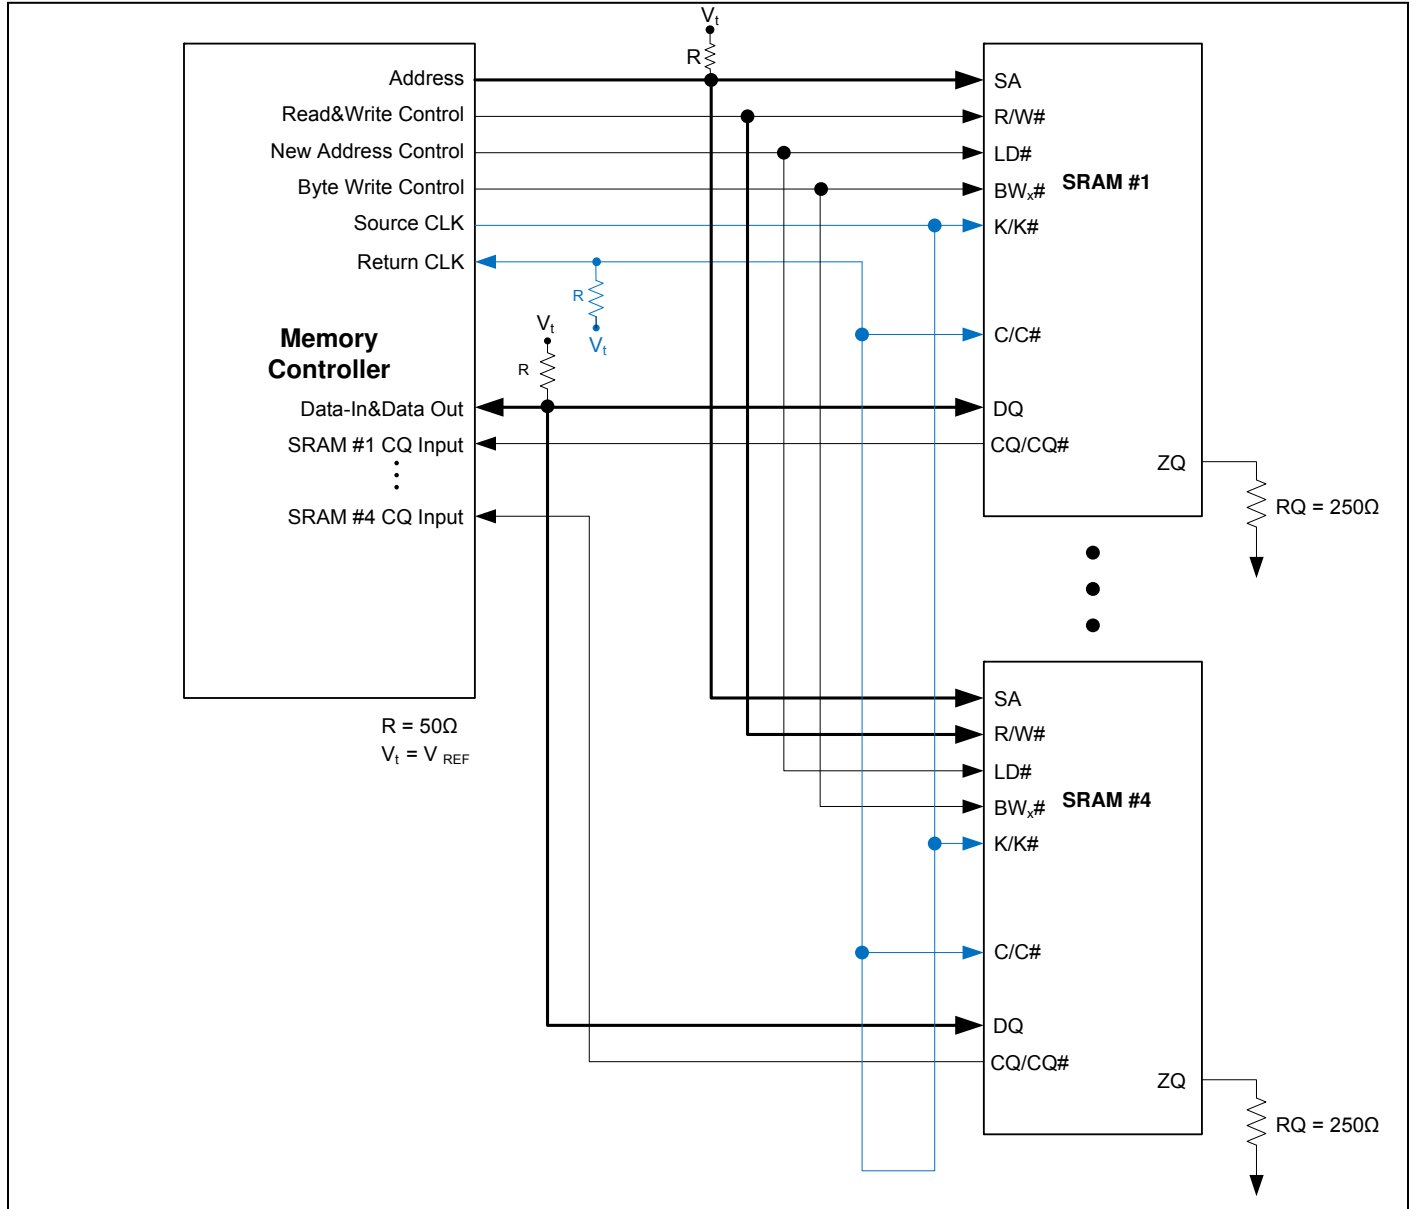 Vt
R
Address
Read&Write Control
New Address Control
Byte Write Control
Source CLK
Return CLK
R
Vt
Vt
R
Memory
Controller
Data-In&Data Out
SRAM #1 CQ Input
SRAM #4 CQ Input
R = 50Ω
Vt = V REF
SA
R/W#
LD#
BWx#
SRAM #1
K/K#
C/C#
DQ
CQ/CQ#
ZQ
RQ = 250Ω
SA
R/W#
LD#
BWx#
SRAM #4
K/K#
C/C#
DQ
CQ/CQ#
ZQ
RQ = 250Ω